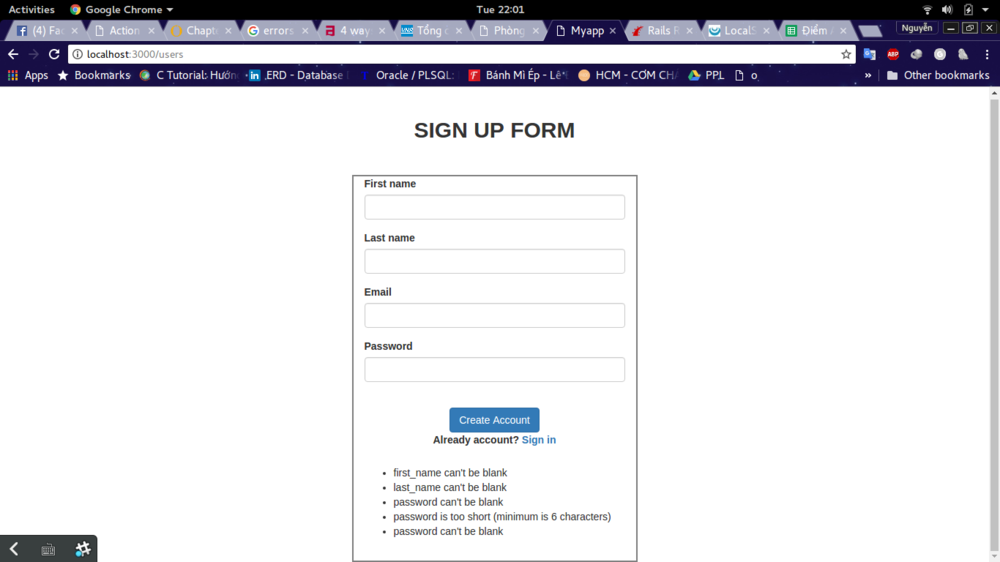 Activities Google Chrome Tue 22:01
(4) Fac Action Chapte errors 4 way Tổng Phòng Myapp Rails F LocalS Điểm Nguyễn
localhost:3000/users
Apps Bookmarks C Tutorial: Hướng ERD - Database Oracle / PLSQL: Bánh Mì Ép - Lê HCM - CƠM CHÁ PPL o » Other bookmarks
SIGN UP FORM
First name
Last name
Email
Password
Create Account
Already account? Sign in
• first_name can't be blank
• last_name can't be blank
• password can't be blank
• password is too short (minimum is 6 characters)
• password can't be blank